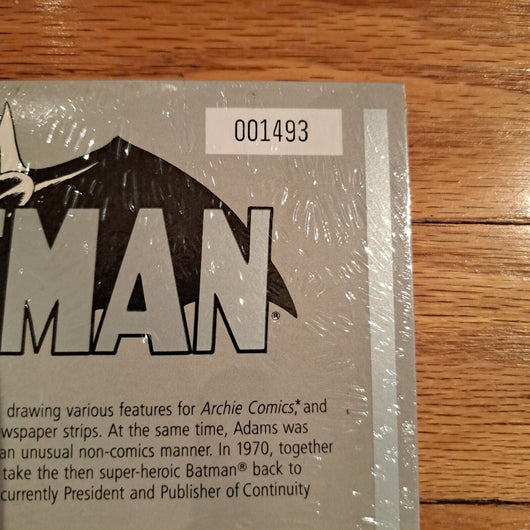 001493
MAN®
drawing various features for Archie Comics,* and
wspaper strips. At the same time, Adams was
an unusual non-comics manner. In 1970, together
take the then super-heroic Batman® back to
currently President and Publisher of Continuity